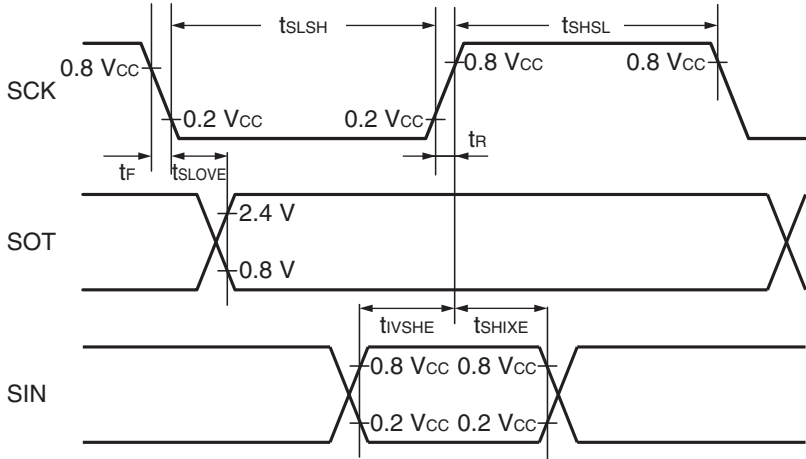 tSLSH
tSHSL
SCK
0.8 VCC
0.8 VCC
0.8 VCC
0.2 VCC
0.2 VCC
tF
tSLOVE
tR
SOT
2.4 V
0.8 V
tIVSHE
tSHIXE
SIN
0.8 VCC
0.8 VCC
0.2 VCC
0.2 VCC